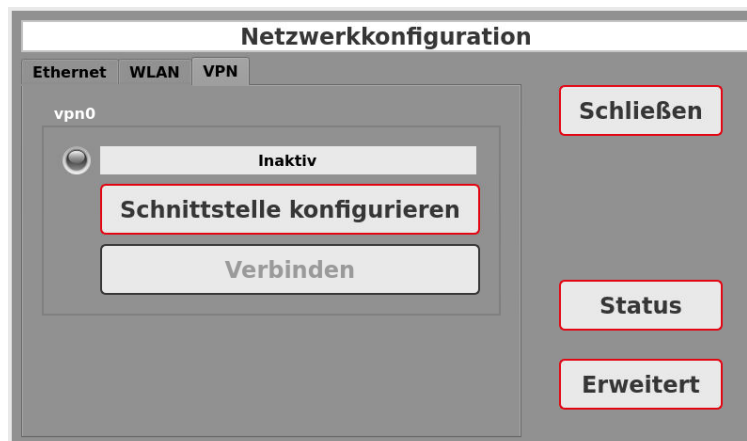 Netzwerkkonfiguration
Ethernet WLAN VPN
vpn0
Inaktiv
Schnittstelle konfigurieren
Verbinden
Schließen
Status
Erweitert